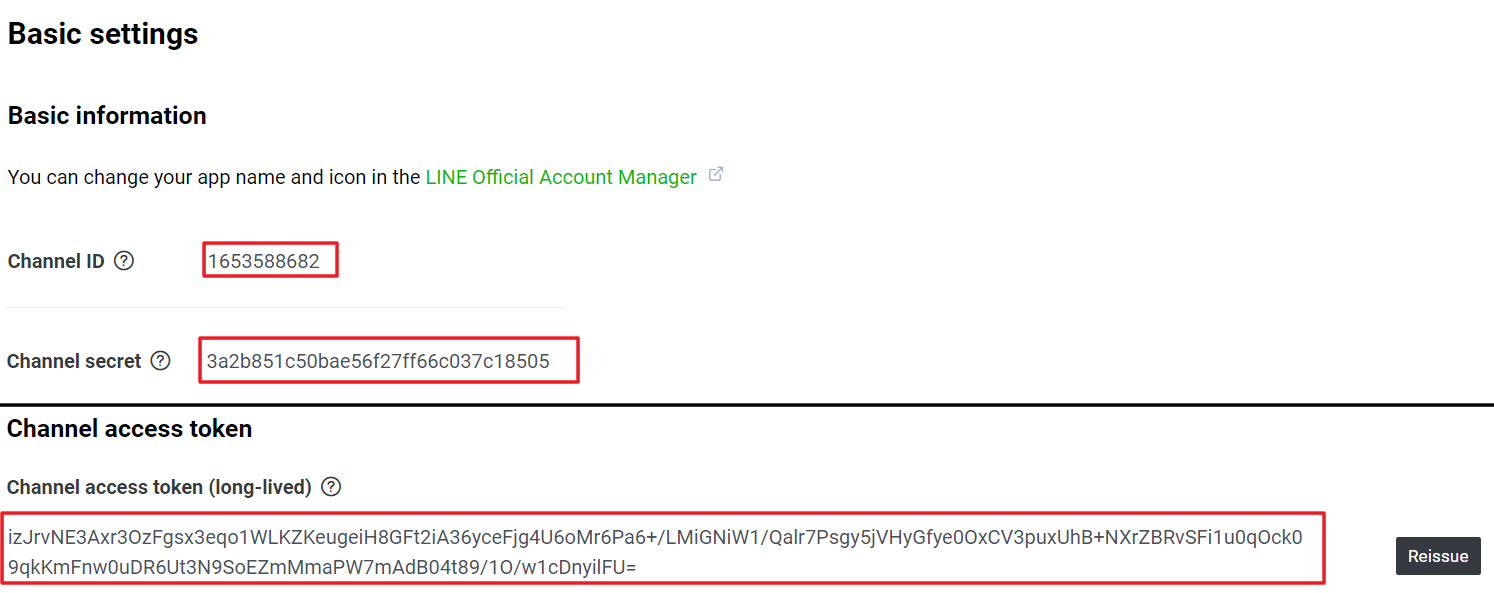 Basic settings
Basic information
You can change your app name and icon in the LINE Official Account Manager
Channel ID ?
1653588682
Channel secret ?
3a2b851c50bae56f27ff66c037c18505
Channel access token
Channel access token (long-lived) ?
izJrvNE3Axr3OzFgsx3eqo1WLKZKeugeiH8GFt2iA36yceFjg4U6oMr6Pa6+/LMiGNiW1/Qalr7Psgy5jVHyGfye0OxCV3puxUhB+NXrZBRvSFi1u0qOck0
9qkKmFnw0uDR6Ut3N9SoEZmMmaPW7mAdB04t89/1O/w1cDnyilFU=
Reissue